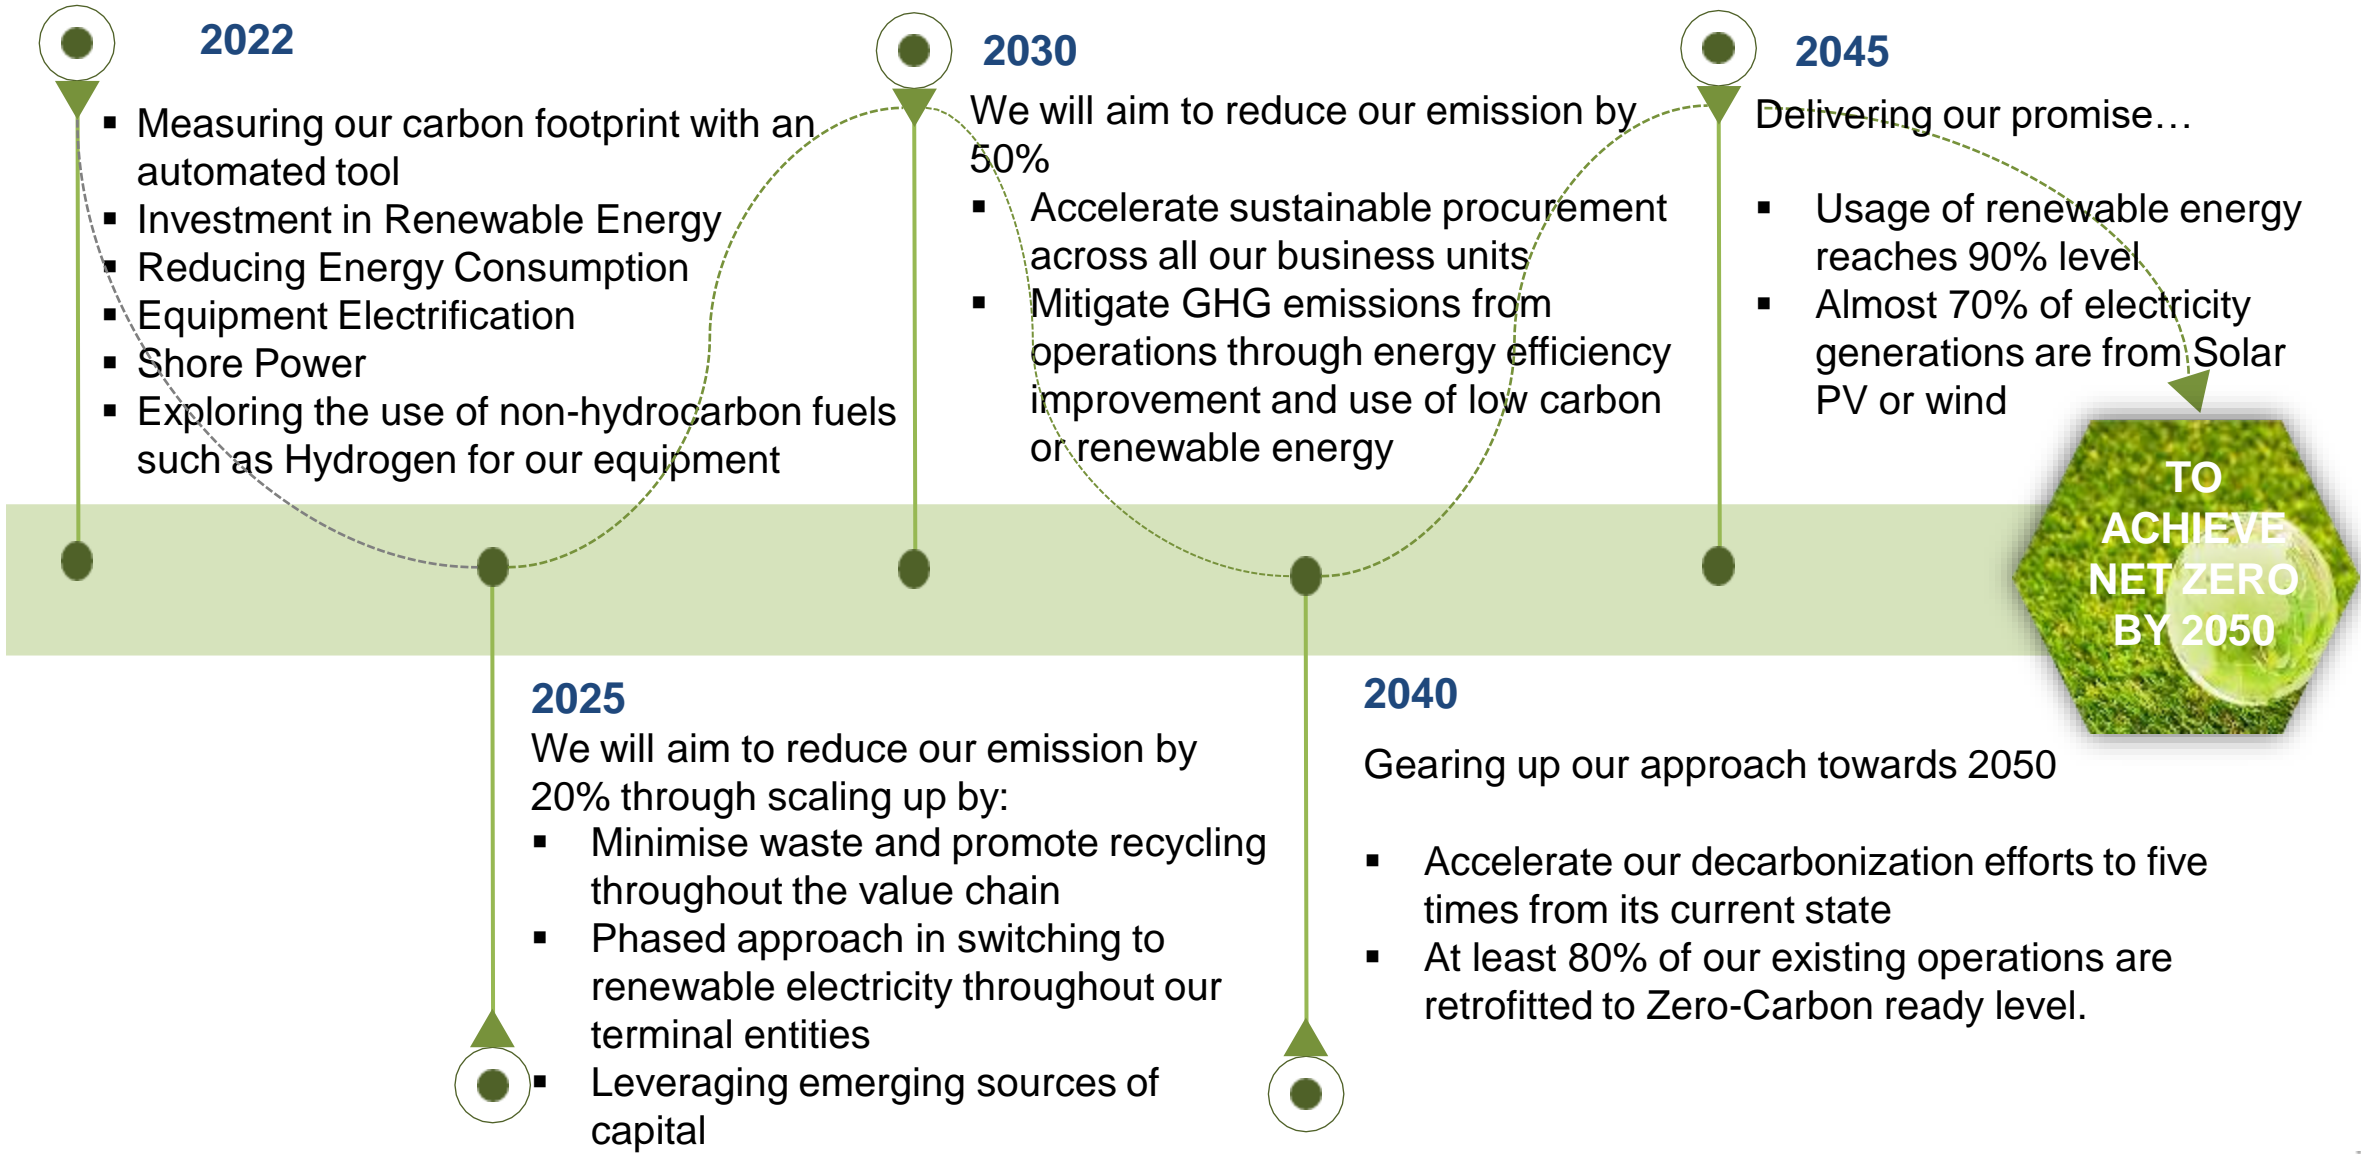 2022
▪ Measuring our carbon footprint with an
automated tool
▪ Investment in Renewable Energy
▪ Reducing Energy Consumption
▪ Equipment Electrification
▪ Shore Power
▪ Exploring the use of non-hydrocarbon fuels
such as Hydrogen for our equipment
2025
We will aim to reduce our emission by
20% through scaling up by:
▪ Minimise waste and promote recycling
throughout the value chain
▪ Phased approach in switching to
renewable electricity throughout our
terminal entities
▪ Leveraging emerging sources of
capital
2030
We will aim to reduce our emission by
50%
▪ Accelerate sustainable procurement
across all our business units
▪ Mitigate GHG emissions from
operations through energy efficiency
improvement and use of low carbon
or renewable energy
2040
Gearing up our approach towards 2050
▪ Accelerate our decarbonization efforts to five
times from its current state
▪ At least 80% of our existing operations are
retrofitted to Zero-Carbon ready level.
2045
Delivering our promise…
▪ Usage of renewable energy
reaches 90% level
▪ Almost 70% of electricity
generations are from Solar
PV or wind
TO
ACHIEVE
NET ZERO
BY 2050